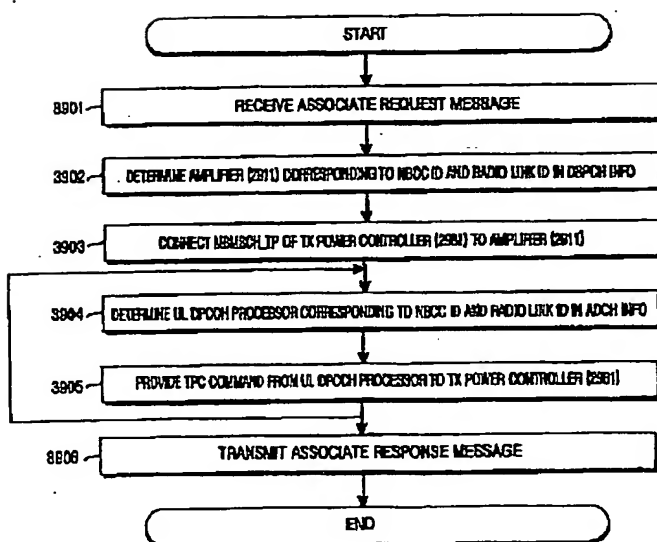 START
3901
RECEIVE ASSOCIATE REQUEST MESSAGE
3902
DETERMINE AMPLIFIER (2911) CORRESPONDING TO NBCC ID AND RADIO LINK ID IN DSPCH INFO
3903
CONNECT MBMSCH_TP OF TX POWER CONTROLLER (2981) TO AMPLIFIER (2911)
3904
DETERMINE UL DPCCH PROCESSOR CORRESPONDING TO NBCC ID AND RADIO LINK ID IN ADCH INFO
3905
PROVIDE TPC COMMAND FROM UL DPCCH PROCESSOR TO TX POWER CONTROLLER (2981)
3906
TRANSMIT ASSOCIATE RESPONSE MESSAGE
END